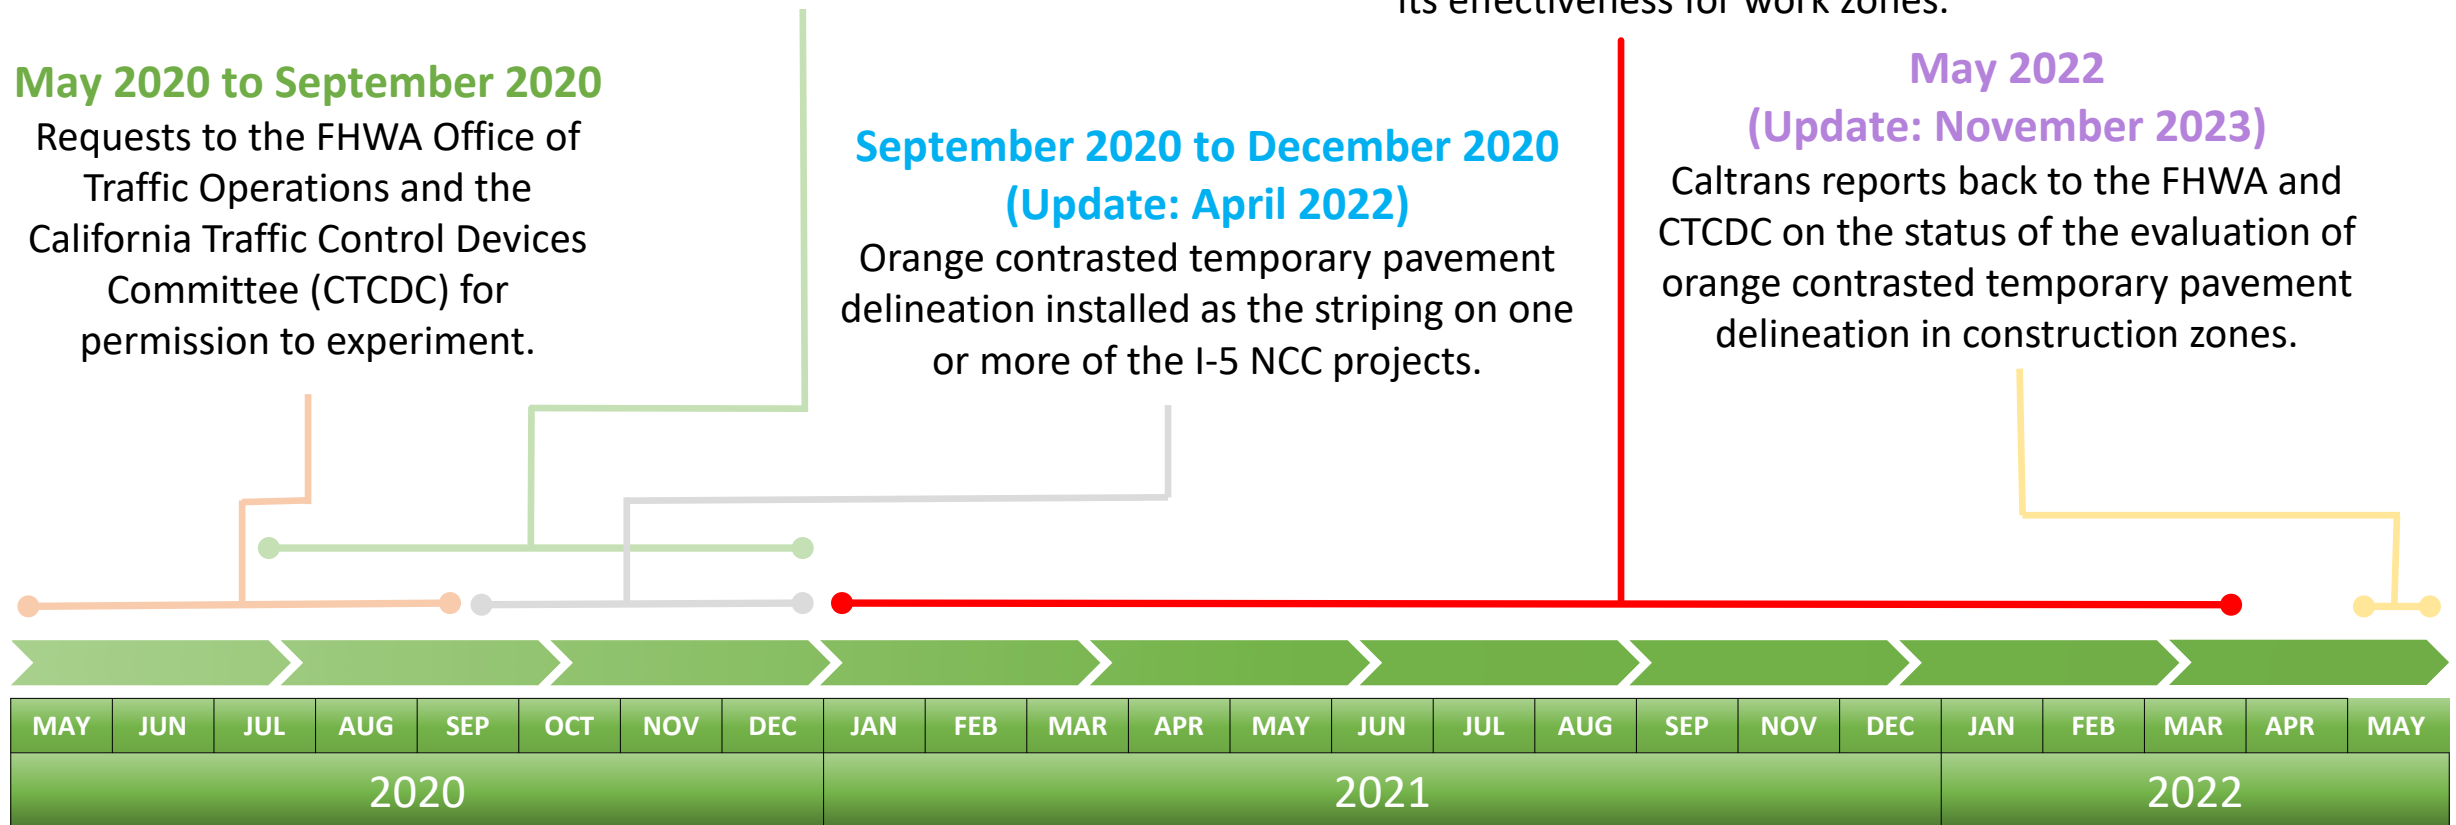 its effectiveness for work zones.
May 2020 to September 2020
Requests to the FHWA Office of
Traffic Operations and the
California Traffic Control Devices
Committee (CTCDC) for
permission to experiment.
September 2020 to December 2020
(Update: April 2022)
Orange contrasted temporary pavement
delineation installed as the striping on one
or more of the I-5 NCC projects.
May 2022
(Update: November 2023)
Caltrans reports back to the FHWA and
CTCDC on the status of the evaluation of
orange contrasted temporary pavement
delineation in construction zones.
MAY JUN JUL AUG SEP OCT NOV DEC JAN FEB MAR APR MAY JUN JUL AUG SEP NOV DEC JAN FEB MAR APR MAY
2020 2021 2022